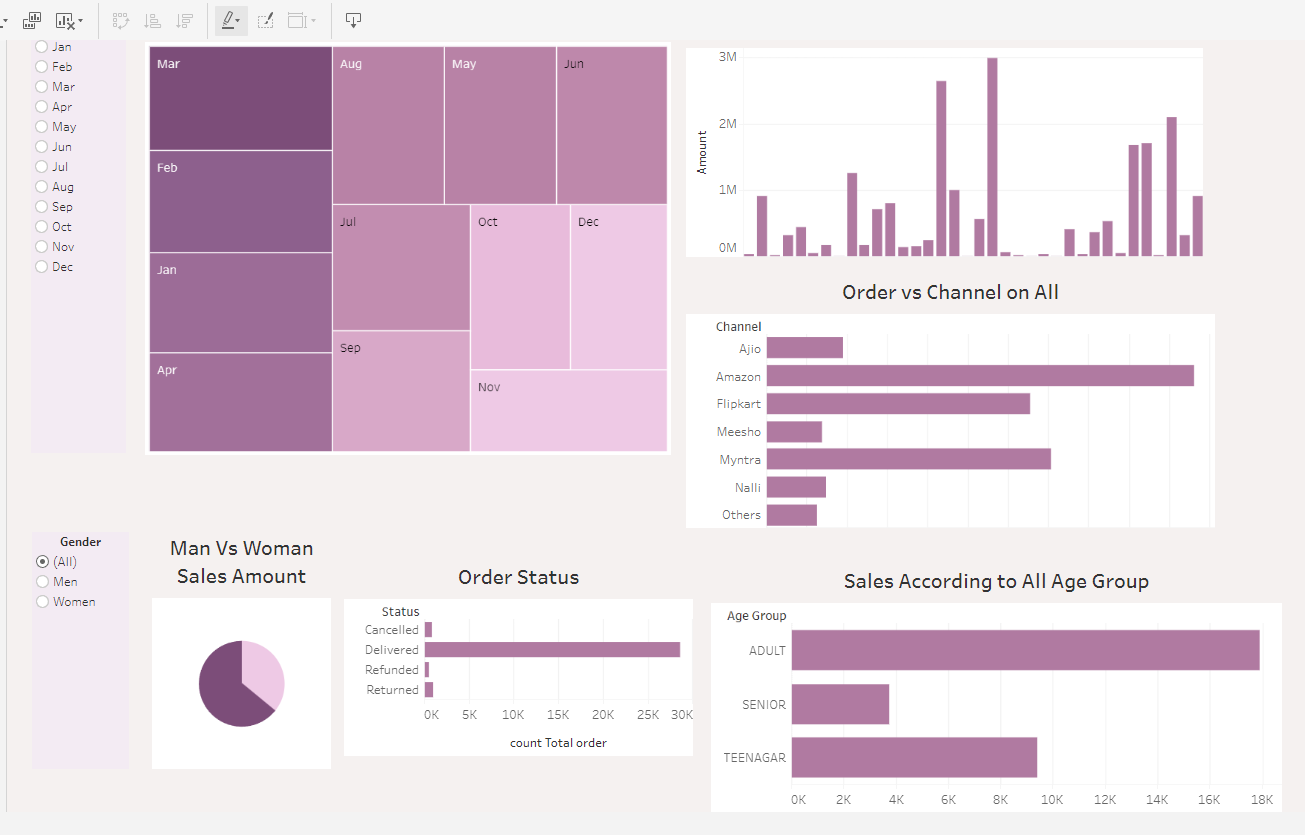 Jan
Feb
Mar
Apr
May
Jun
Jul
Aug
Sep
Oct
Nov
Dec
Mar
Feb
Jan
Apr
Aug
May
Jun
Jul
Sep
Oct
Dec
Nov
3M
2M
1M
0M
Amount
Order vs Channel on All
Channel
Ajio
Amazon
Flipkart
Meesho
Myntra
Nalli
Others
Gender
(All)
Men
Women
Man Vs Woman
Sales Amount
Order Status
Status
Cancelled
Delivered
Refunded
Returned
0K 5K 10K 15K 20K 25K 30K
count Total order
Sales According to All Age Group
Age Group
ADULT
SENIOR
TEENAGAR
0K 2K 4K 6K 8K 10K 12K 14K 16K 18K